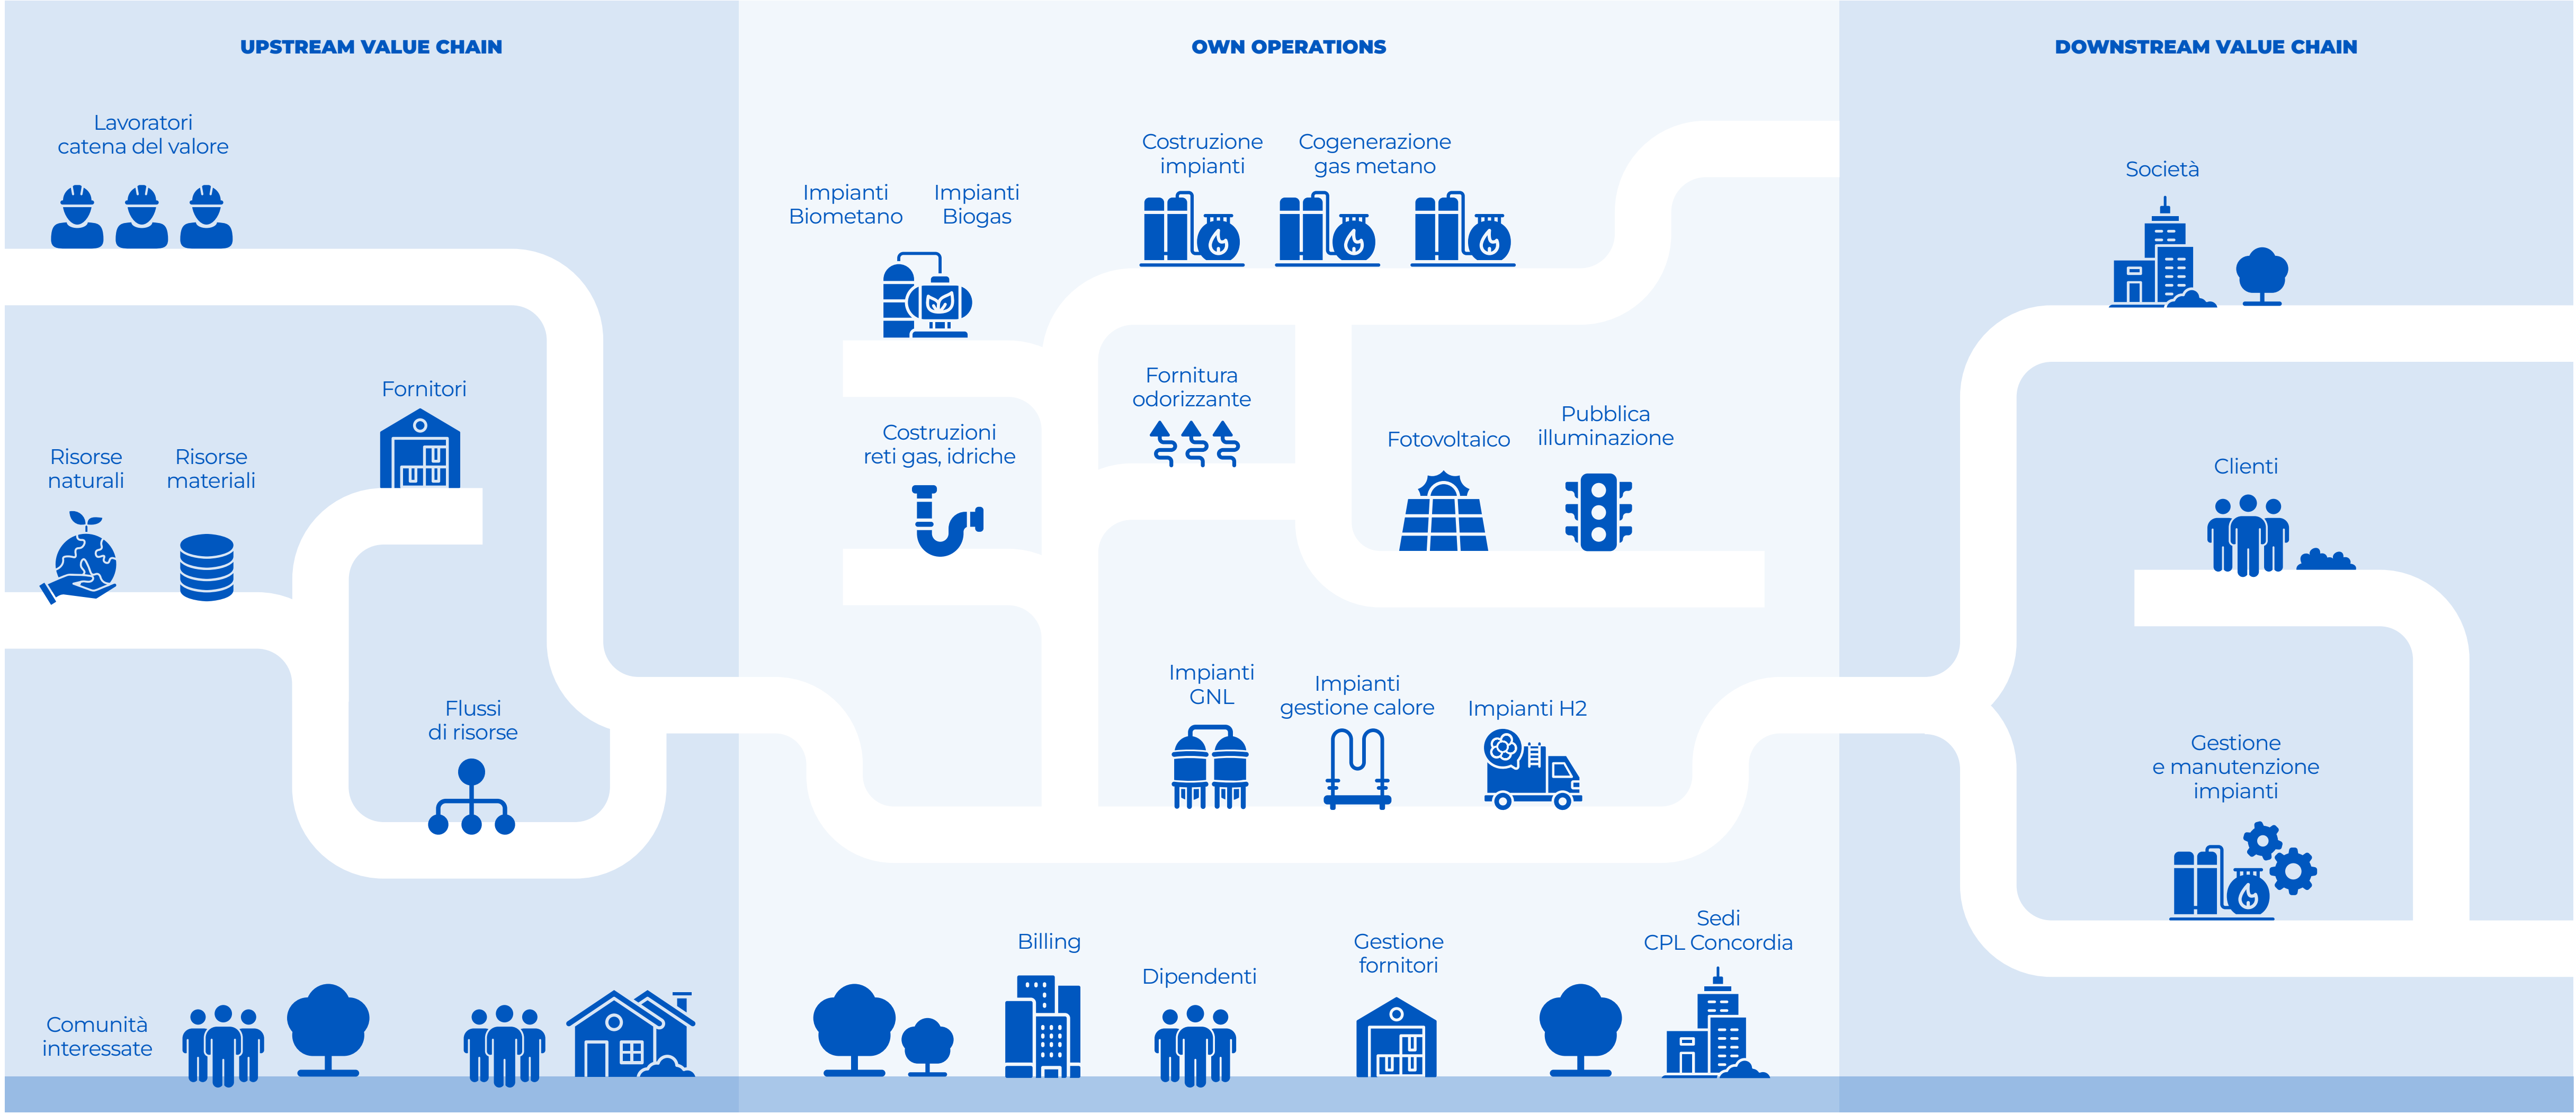 UPSTREAM VALUE CHAIN
Lavoratori
catena del valore
Fornitori
Risorse
naturali
Risorse
materiali
Flussi
di risorse
Comunità
interessate
OWN OPERATIONS
Impianti
Biometano
Impianti
Biogas
Costruzione
impianti
Cogenerazione
gas metano
Costruzioni
reti gas, idriche
Fornitura
odorizzante
Fotovoltaico
Pubblica
illuminazione
Impianti
GNL
Impianti
gestione calore
Impianti H2
Billing
Dipendenti
Gestione
fornitori
Sedi
CPL Concordia
DOWNSTREAM VALUE CHAIN
Società
Clienti
Gestione
e manutenzione
impianti